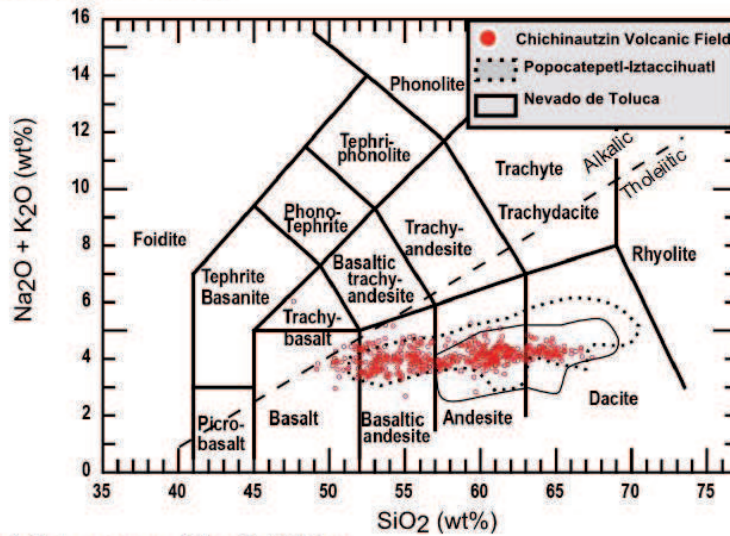 16
14
12
10
8
6
4
2
0
Na2O + K2O (wt%)
35
40
45
50
55
60
65
70
75
SiO2 (wt%)
Chichinautzin Volcanic Field
Popocatepetl-Iztaccihuatl
Nevado de Toluca
Phonolite
Tephri-
phonolite
Trachyte
Alkalic
Tholeiitic
Phono-
Tephrite
Trachydacite
Foidite
Trachy-
andesite
Rhyolite
Tephrite
Basanite
Basaltic
trachy-
andesite
Trachy-
basalt
Picro-
basalt
Basalt
Basaltic
andesite
Andesite
Dacite